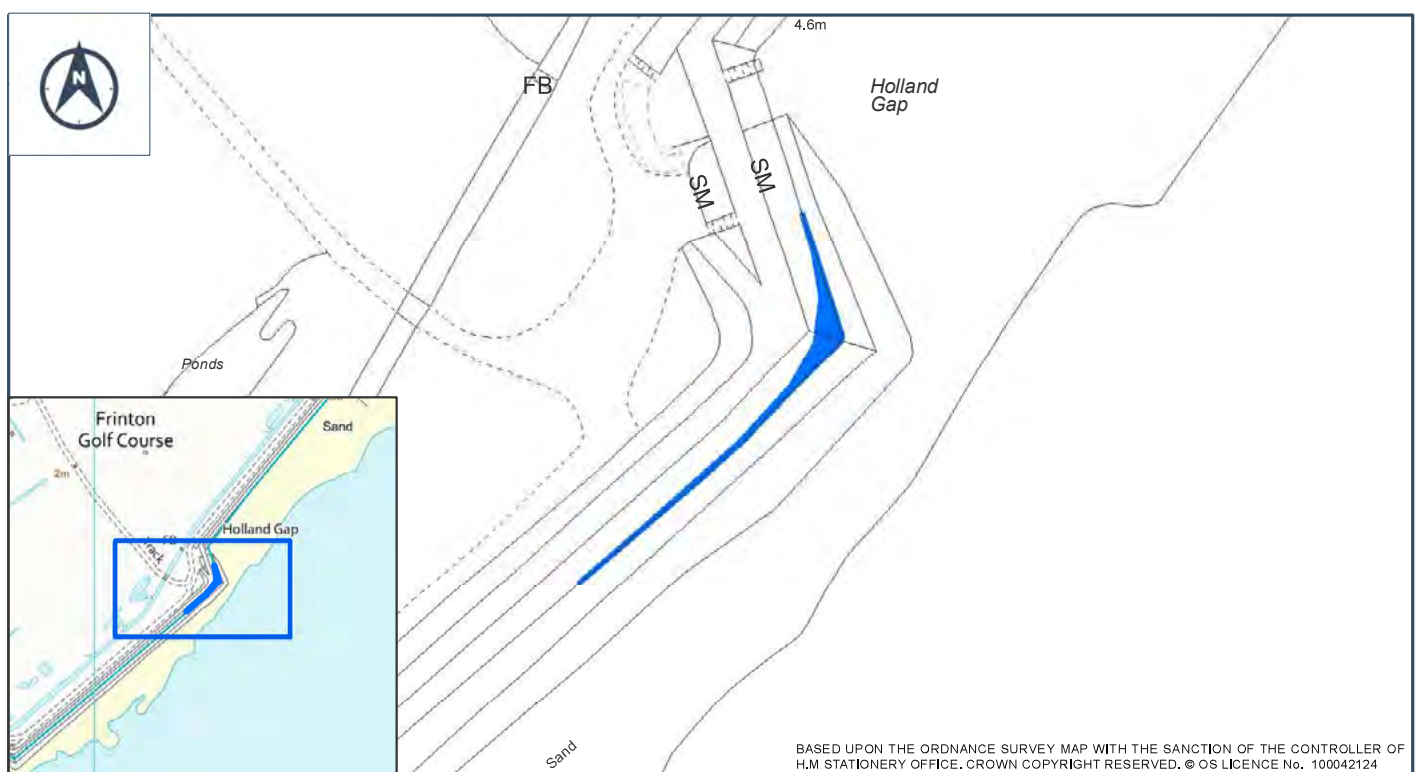 N
4.6m
FB
Holland
Gap
SM
SM
Ponds
Frinton
Golf Course
Sand
2m
Holland Gap
FB
Track
Sand
BASED UPON THE ORDNANCE SURVEY MAP WITH THE SANCTION OF THE CONTROLLER OF
H.M STATIONERY OFFICE. CROWN COPYRIGHT RESERVED. © OS LICENCE No. 100042124